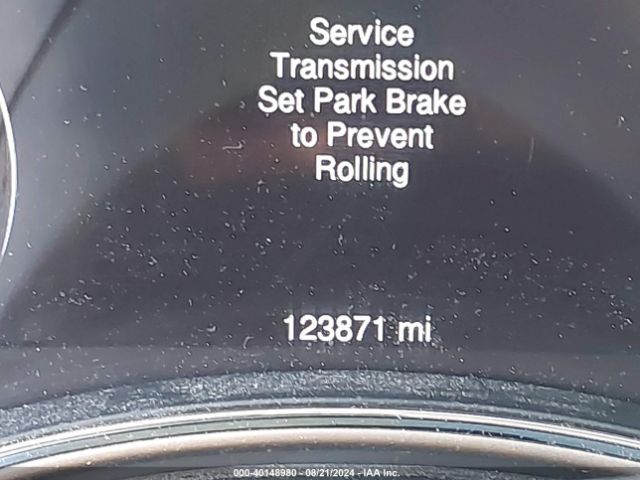 Service
Transmission
Set Park Brake
to Prevent
Rolling
123871 mi
000-40148980 - 08/21/2024 - IAA Inc.